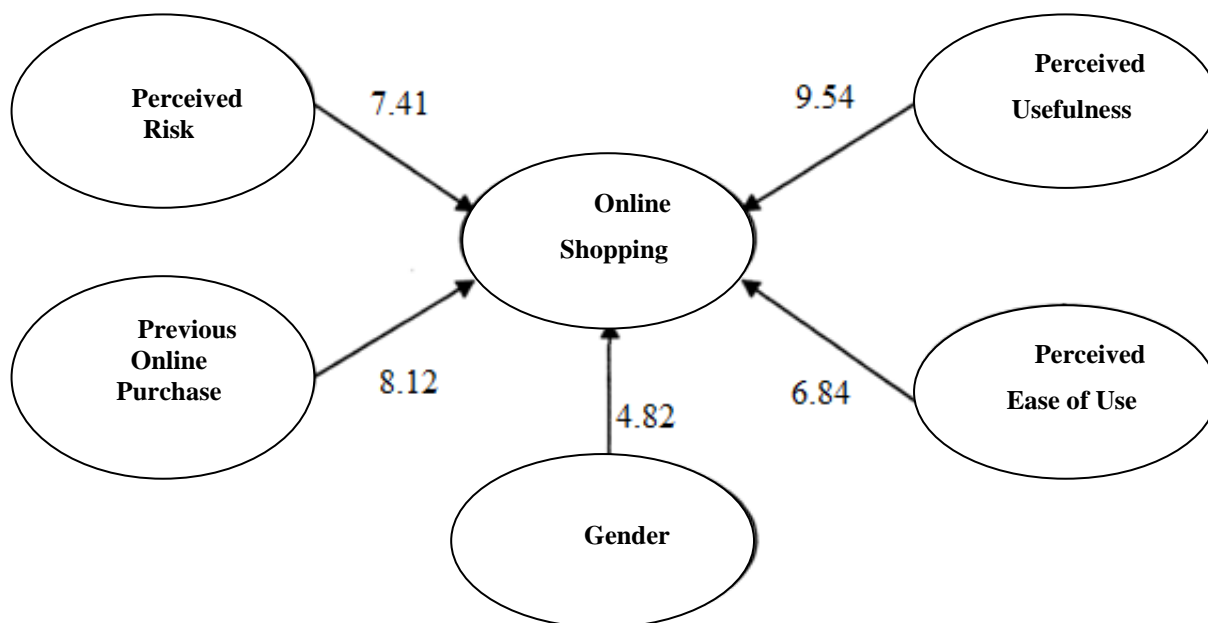 Perceived
Risk
7.41
9.54
Perceived
Usefulness
Online
Shopping
Previous
Online
Purchase
8.12
4.82
6.84
Perceived
Ease of Use
Gender